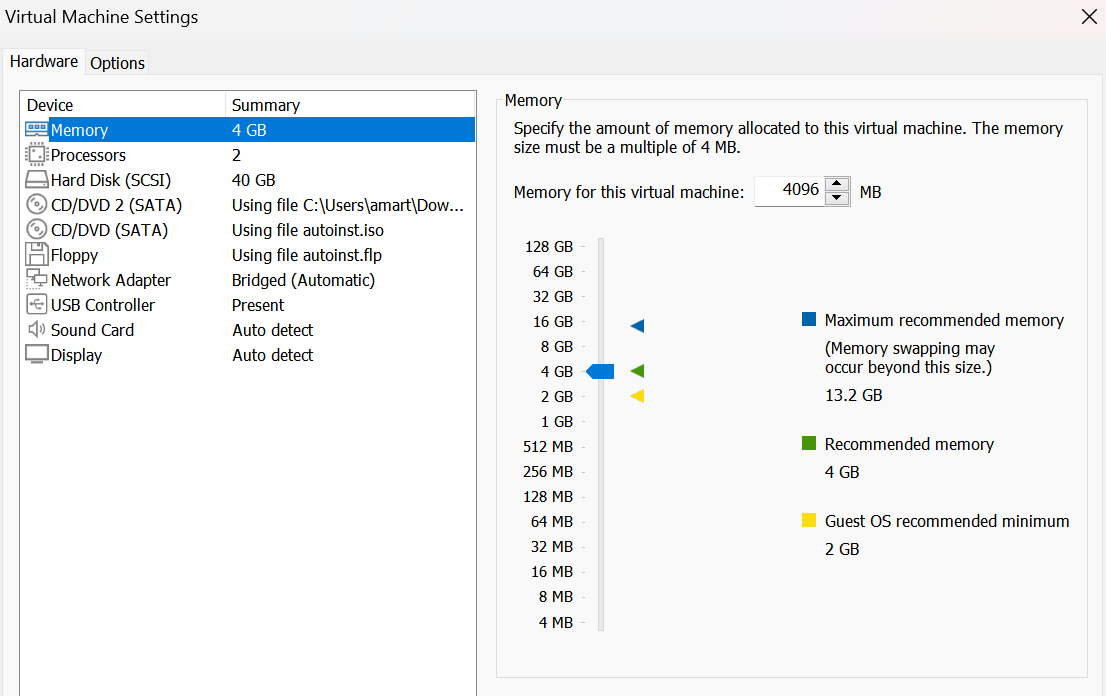 Virtual Machine Settings
Hardware Options
Device Summary
Memory 4 GB
Processors 2
Hard Disk (SCSI) 40 GB
CD/DVD 2 (SATA) Using file C:\Users\amart\Dow...
CD/DVD (SATA) Using file autoinst.iso
Floppy Using file autoinst.flp
Network Adapter Bridged (Automatic)
USB Controller Present
Sound Card Auto detect
Display Auto detect
Memory
Specify the amount of memory allocated to this virtual machine. The memory
size must be a multiple of 4 MB.
Memory for this virtual machine: 4096 MB
128 GB
64 GB
32 GB
16 GB
8 GB
4 GB
2 GB
1 GB
512 MB
256 MB
128 MB
64 MB
32 MB
16 MB
8 MB
4 MB
Maximum recommended memory
(Memory swapping may
occur beyond this size.)
13.2 GB
Recommended memory
4 GB
Guest OS recommended minimum
2 GB